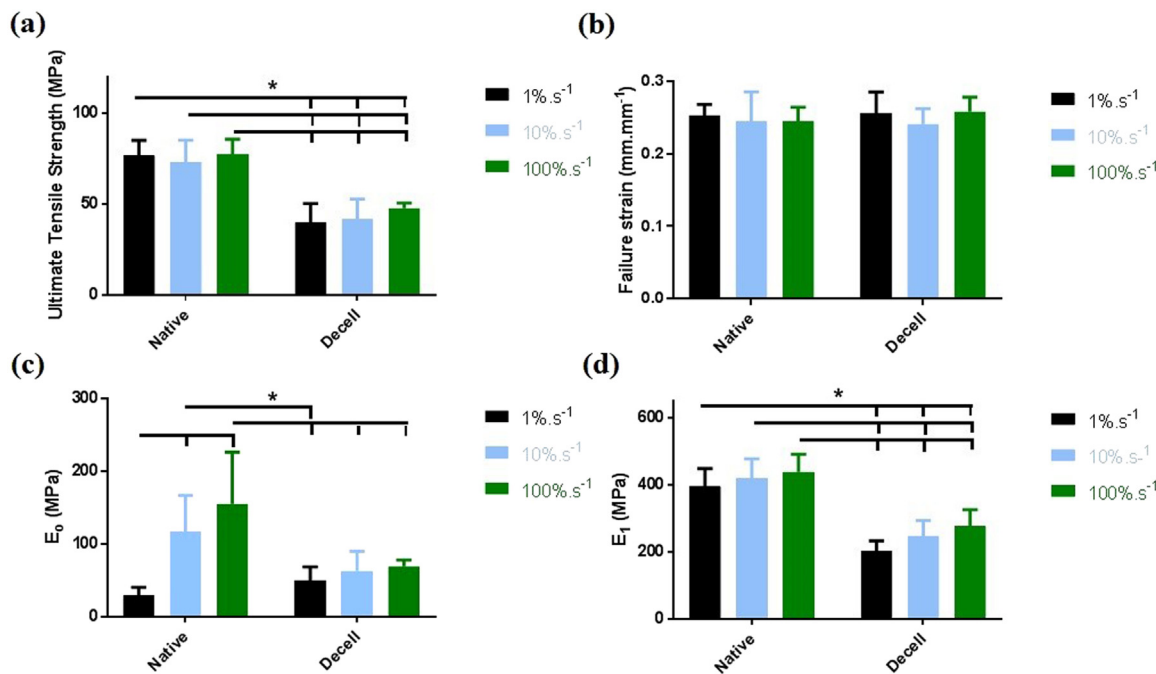 (a)
Ultimate Tensile Strength (MPa)
100
50
0
*
Native
Decell
1%.s-1
10%.s-1
100%.s-1
(b)
Failure strain (mm.mm-1)
0.3
0.2
0.1
0.0
Native
Decell
1%.s-1
10%.s-1
100%.s-1
(c)
E0 (MPa)
300
200
100
0
*
Native
Decell
1%.s-1
10%.s-1
100%.s-1
(d)
E1 (MPa)
600
400
200
0
*
Native
Decell
1%.s-1
10%.s-1
100%.s-1